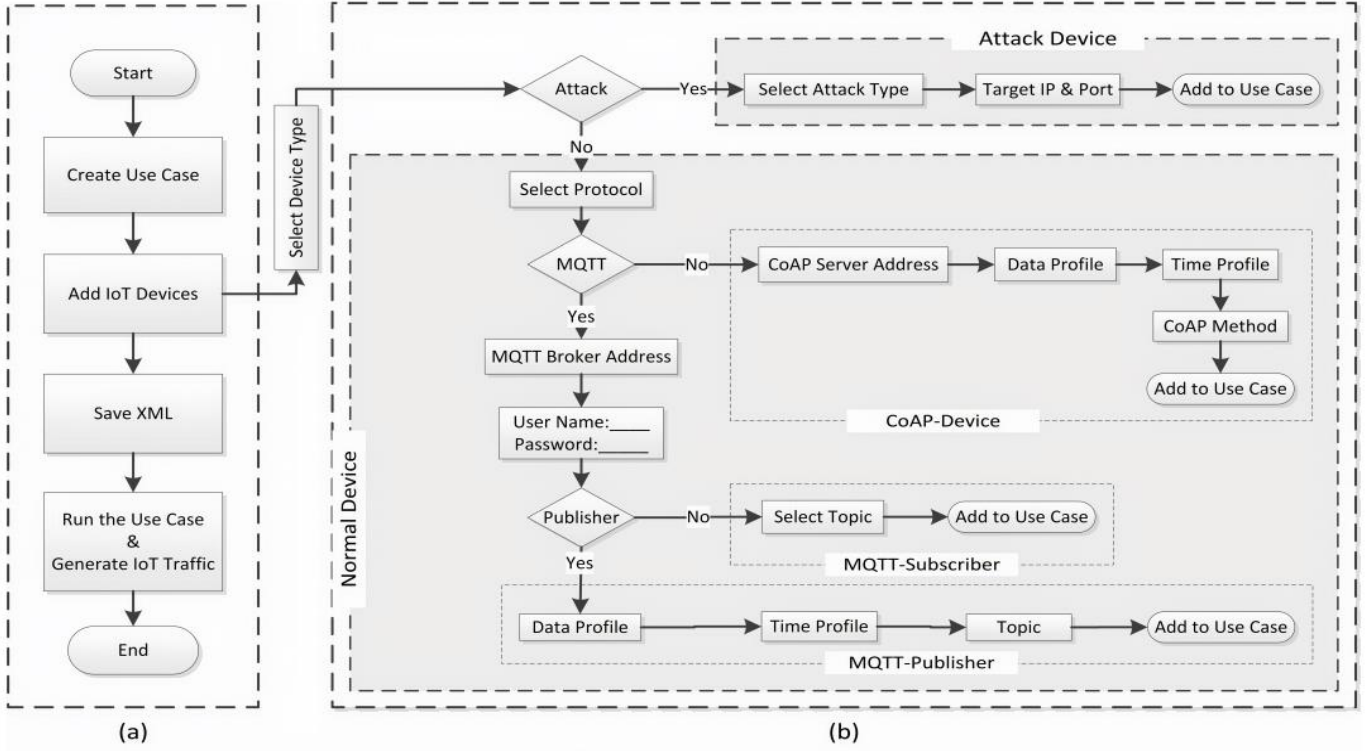 Start
Create Use Case
Add IoT Devices
Save XML
Run the Use Case
&
Generate IoT Traffic
End
(a)
Select Device Type
Attack Device
Attack
Yes
Select Attack Type
Target IP & Port
Add to Use Case
No
Normal Device
Select Protocol
MQTT
No
CoAP Server Address
Data Profile
Time Profile
CoAP Method
Add to Use Case
CoAP-Device
Yes
MQTT Broker Address
User Name:____
Password:______
Publisher
No
Select Topic
Add to Use Case
MQTT-Subscriber
Yes
Data Profile
Time Profile
Topic
Add to Use Case
MQTT-Publisher
(b)